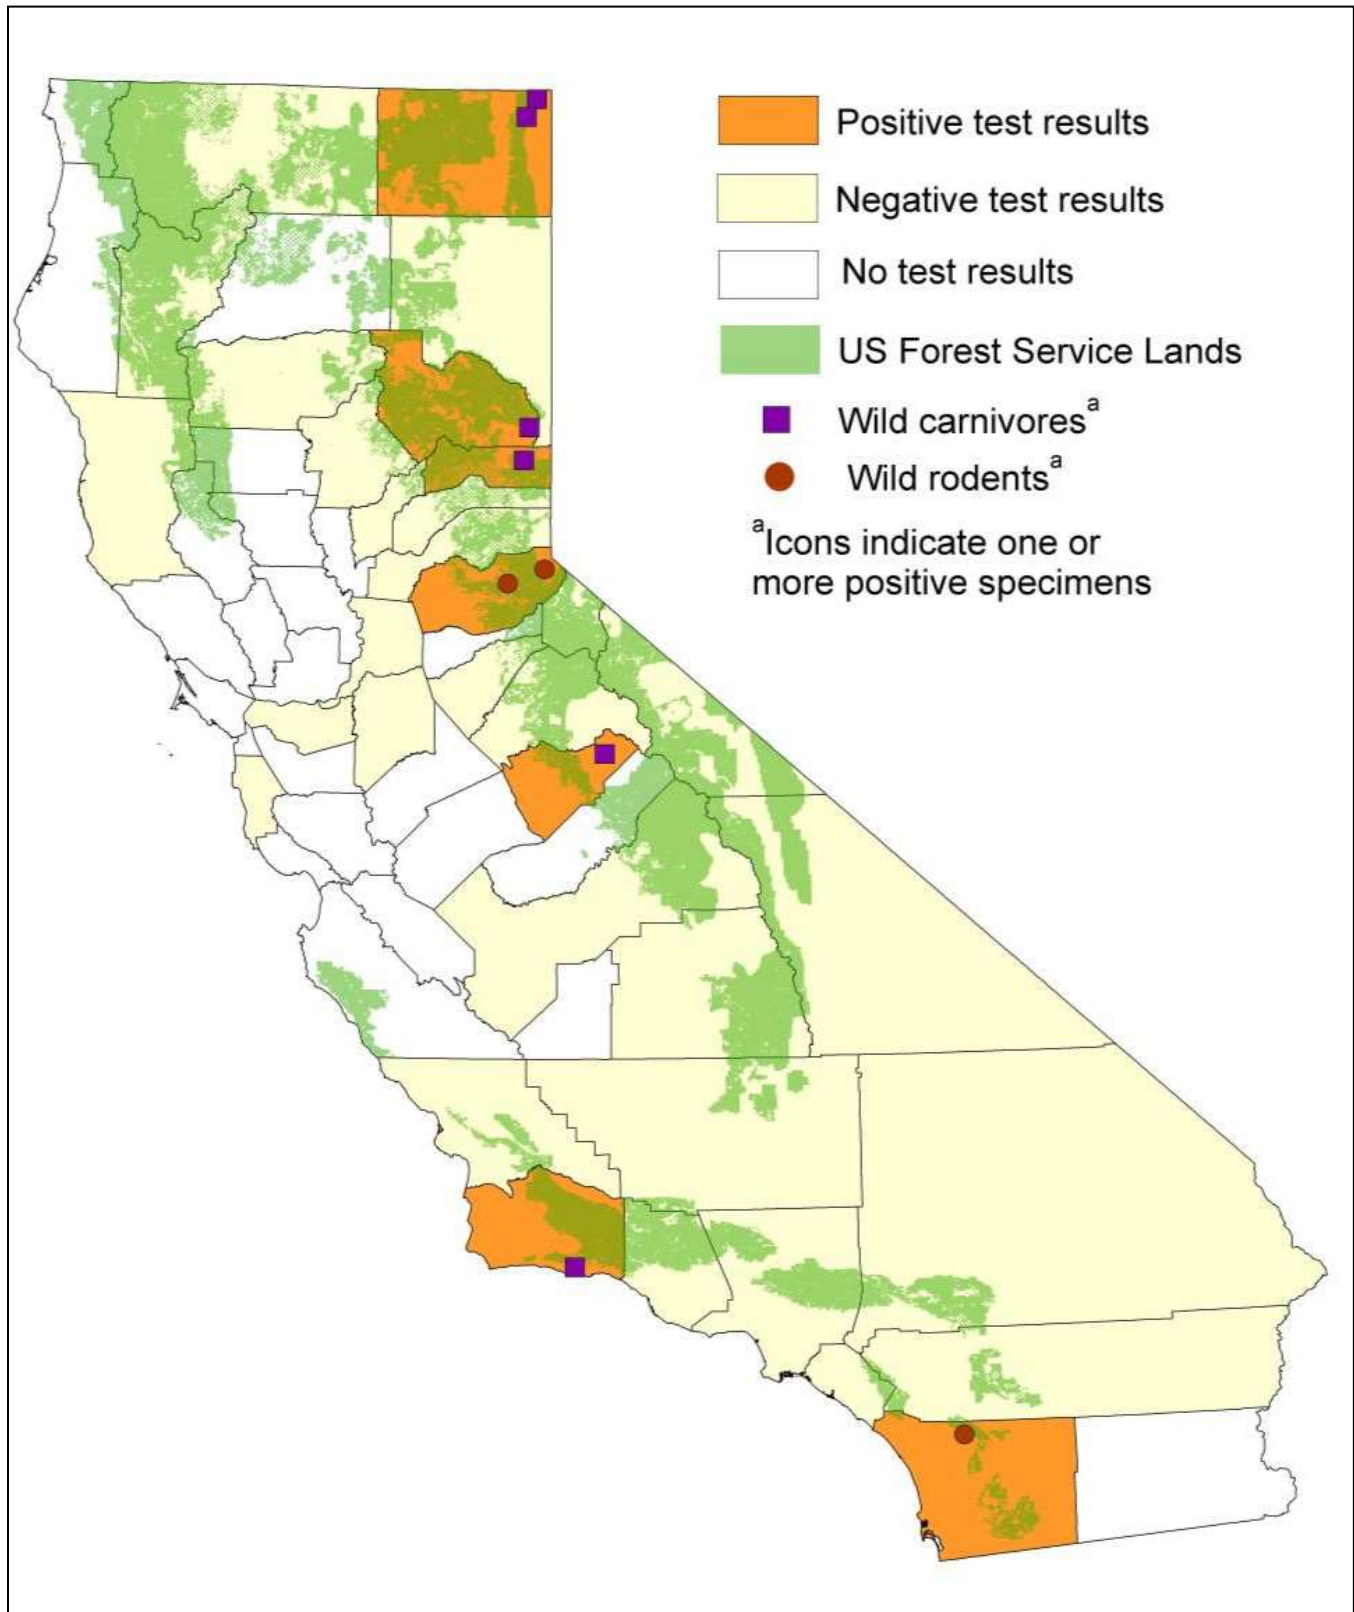 Positive test results
Negative test results
No test results
US Forest Service Lands
Wild carnivoresᵃ
Wild rodentsᵃ
ᵃIcons indicate one or
more positive specimens